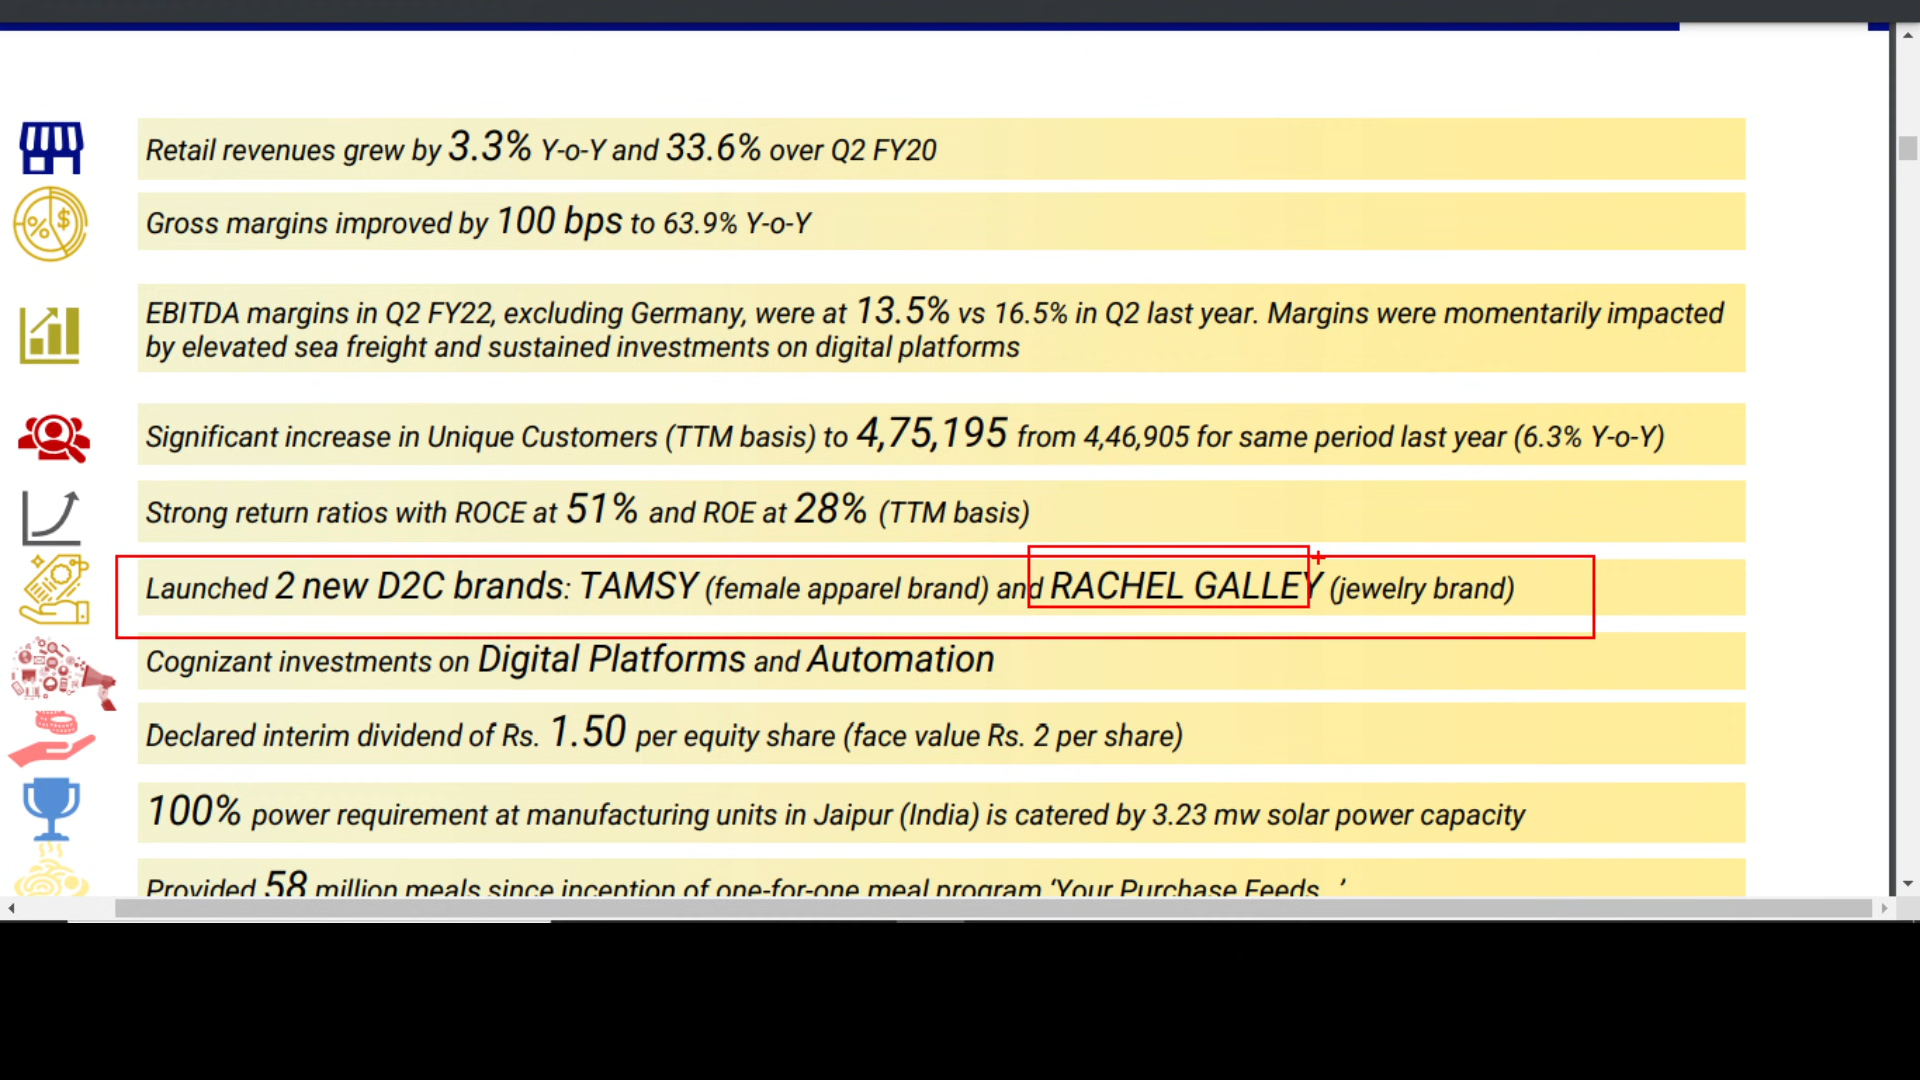 Retail revenues grew by 3.3% Y-o-Y and 33.6% over Q2 FY20
Gross margins improved by 100 bps to 63.9% Y-o-Y
EBITDA margins in Q2 FY22, excluding Germany, were at 13.5% vs 16.5% in Q2 last year. Margins were momentarily impacted
by elevated sea freight and sustained investments on digital platforms
Significant increase in Unique Customers (TTM basis) to 4,75,195 from 4,46,905 for same period last year (6.3% Y-o-Y)
Strong return ratios with ROCE at 51% and ROE at 28% (TTM basis)
Launched 2 new D2C brands: TAMSY (female apparel brand) and RACHEL GALLEY (jewelry brand)
Cognizant investments on Digital Platforms and Automation
Declared interim dividend of Rs. 1.50 per equity share (face value Rs. 2 per share)
100% power requirement at manufacturing units in Jaipur (India) is catered by 3.23 mw solar power capacity
Provided 58 million meals since inception of one-for-one meal program ‘Your Purchase Feeds...’